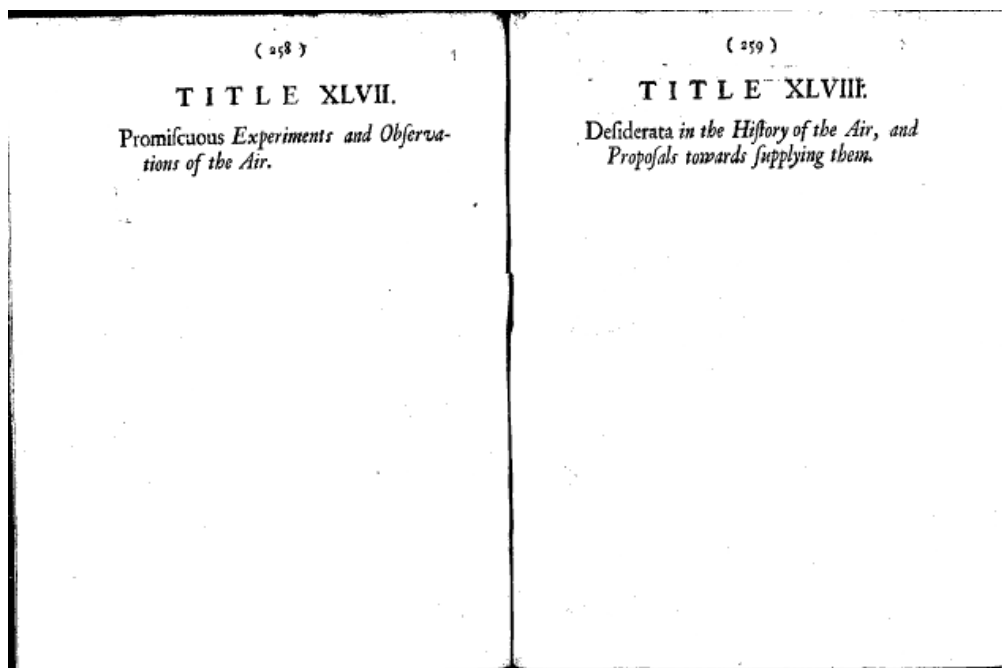 ( 258 )
TITLE XLVII.
Promiſcuous Experiments and Obſerva-
tions of the Air.
( 259 )
TITLE XLVIII.
Deſiderata in the Hiſtory of the Air, and
Propoſals towards ſupplying them.